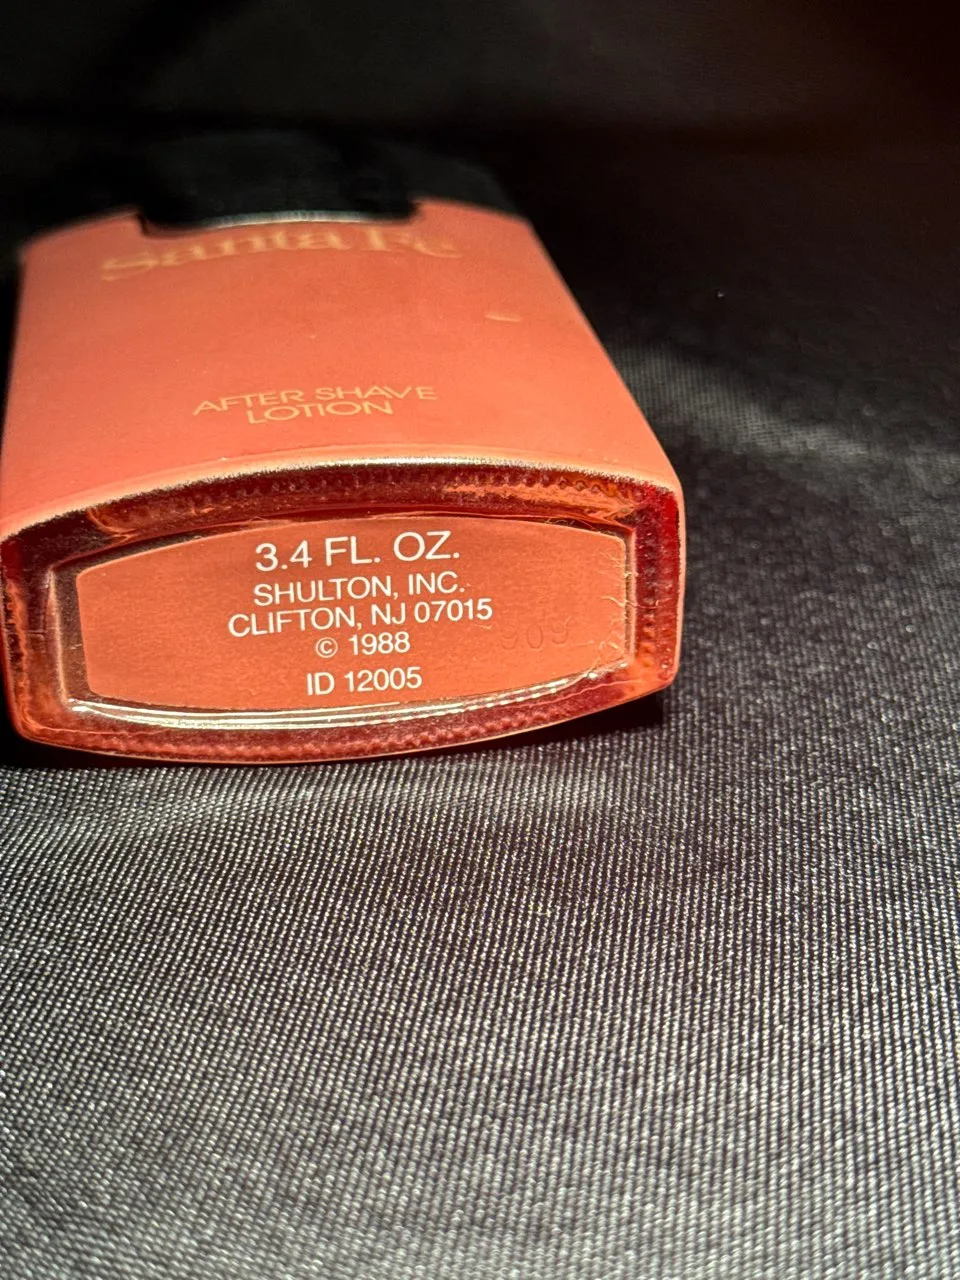 Santa Fe
AFTER SHAVE
LOTION
3.4 FL. OZ.
SHULTON, INC.
CLIFTON, NJ 07015
© 1988
ID 12005